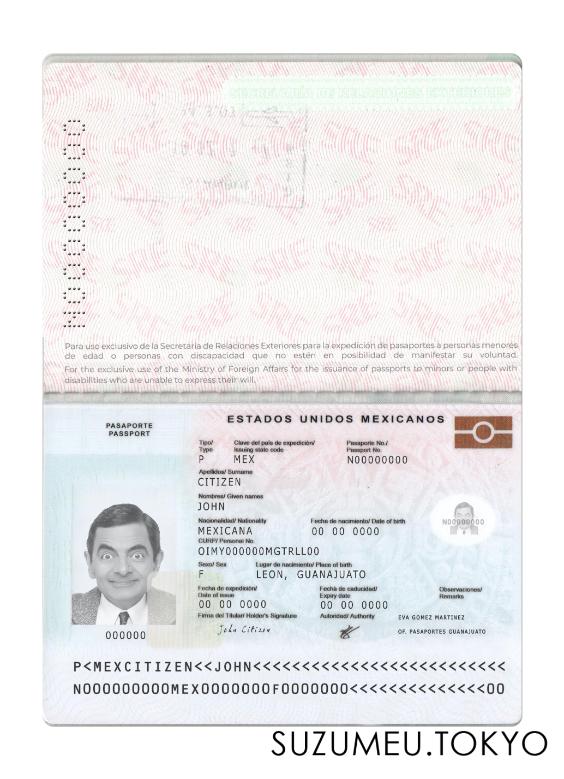 SECRETARÍA DE RELACIONES EXTERIORES
N00000000
SRE SRE SRE SRE
Para uso exclusivo de la Secretaría de Relaciones Exteriores para la expedición de pasaportes a personas menores
de edad o personas con discapacidad que no estén en posibilidad de manifestar su voluntad.
For the exclusive use of the Ministry of Foreign Affairs for the issuance of passports to minors or people with
disabilities who are unable to express their will.
PASAPORTE
PASSPORT
ESTADOS UNIDOS MEXICANOS
Tipo/ Clave del país de expedición/ Pasaporte No./
Type Issuing state code Passport No.
P MEX N00000000
Apellidos/ Surname
CITIZEN
Nombres/ Given names
JOHN
Nacionalidad/ Nationality Fecha de nacimiento/ Date of birth
MEXICANA 00 00 0000
CURP/ Personal No.
OIMY000000MGTRLL00
Sexo/ Sex Lugar de nacimiento/ Place of birth
F LEON, GUANAJUATO
Fecha de expedición/ Fecha de caducidad/ Observaciones/
Date of issue Expiry date Remarks
00 00 0000 00 00 0000
Firma del Titular/ Holder's Signature Autoridad/ Authority EVA GOMEZ MARTINEZ
John Citizen OF. PASAPORTES GUANAJUATO
N00000000
000000
P<MEXCITIZEN<<JOHN<<<<<<<<<<<<<<<<<<<<<<<<<<
N000000000MEX0000000F0000000<<<<<<<<<<<<<<00
SUZUMEU.TOKYO